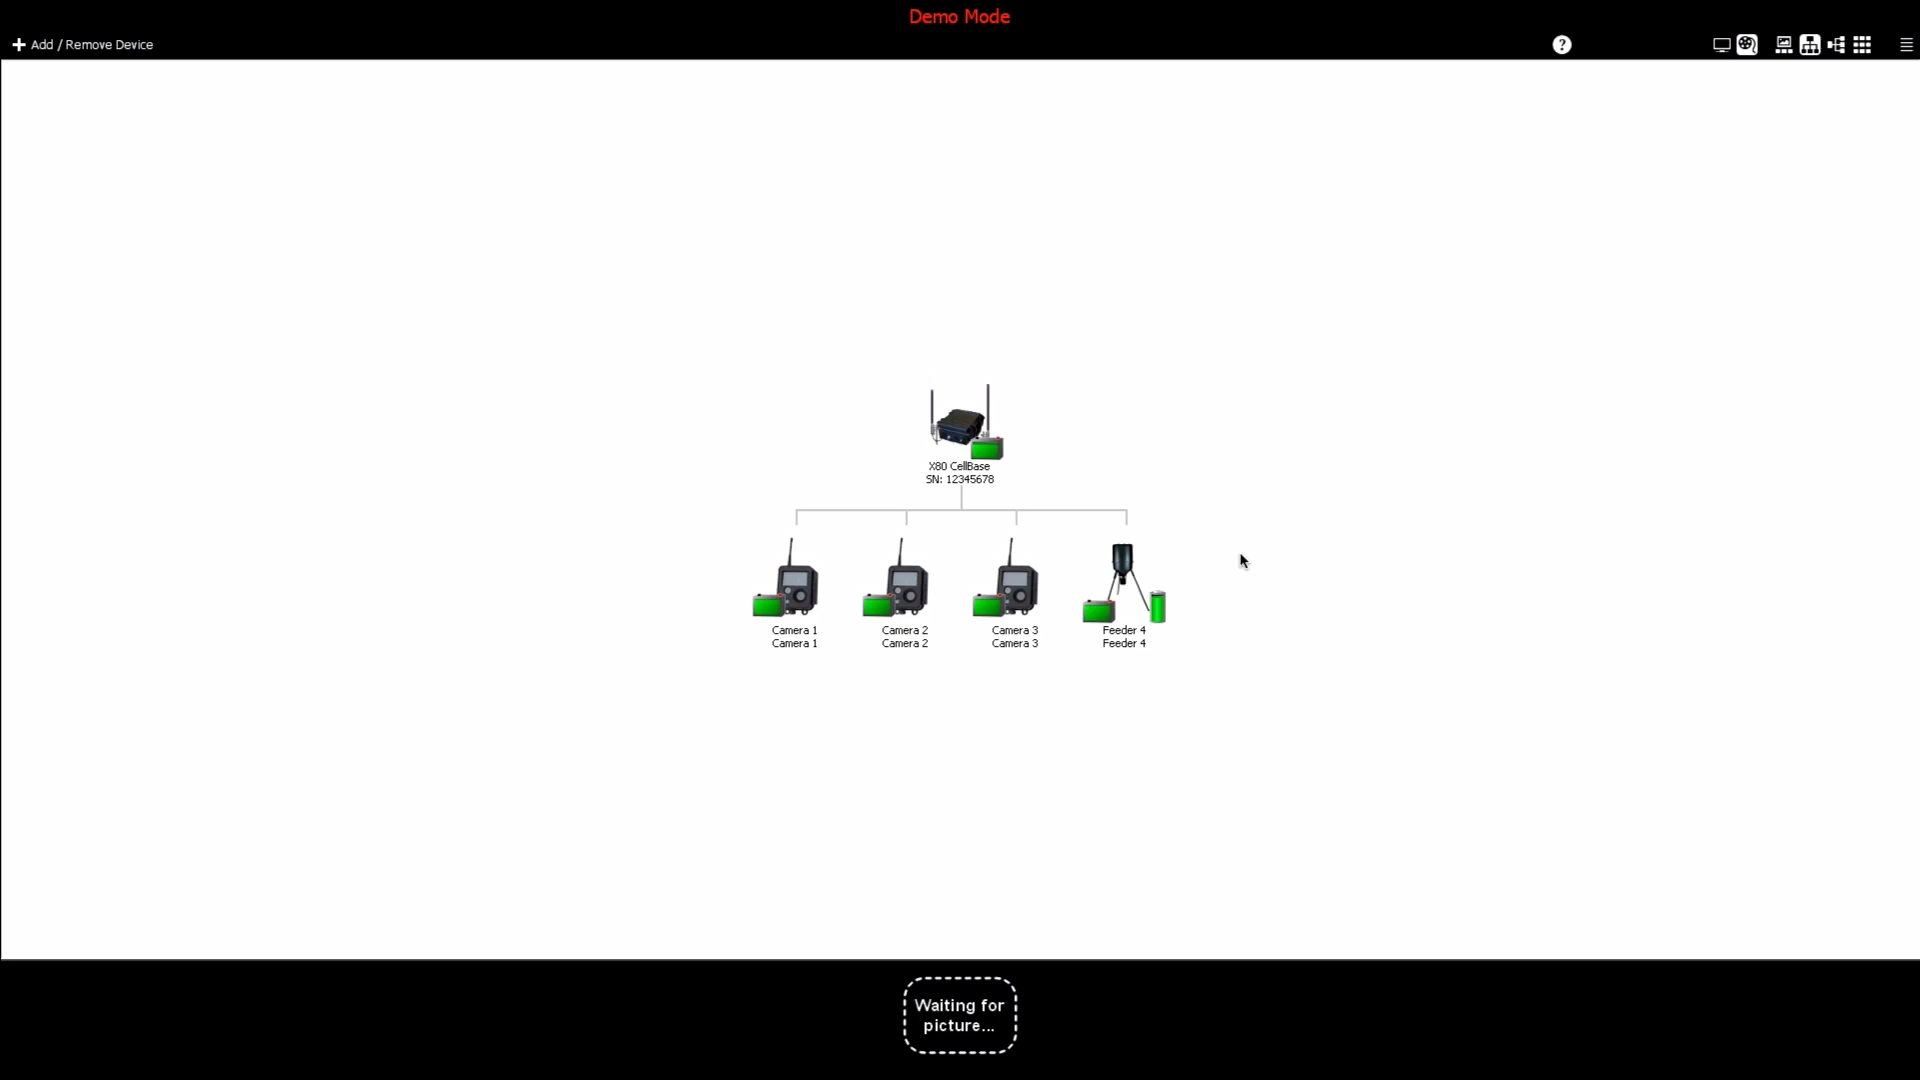 Demo Mode
Add / Remove Device
?
X80 CellBase
SN: 12345678
Camera 1
Camera 1
Camera 2
Camera 2
Camera 3
Camera 3
Feeder 4
Feeder 4
Waiting for
picture...